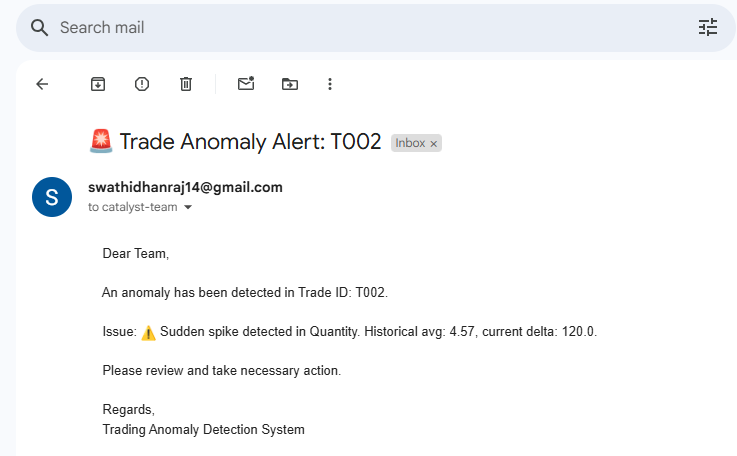 Search mail
🚨 Trade Anomaly Alert: T002 Inbox ×
S
swathidhanraj14@gmail.com
to catalyst-team
Dear Team,
An anomaly has been detected in Trade ID: T002.
Issue: ⚠️ Sudden spike detected in Quantity. Historical avg: 4.57, current delta: 120.0.
Please review and take necessary action.
Regards,
Trading Anomaly Detection System